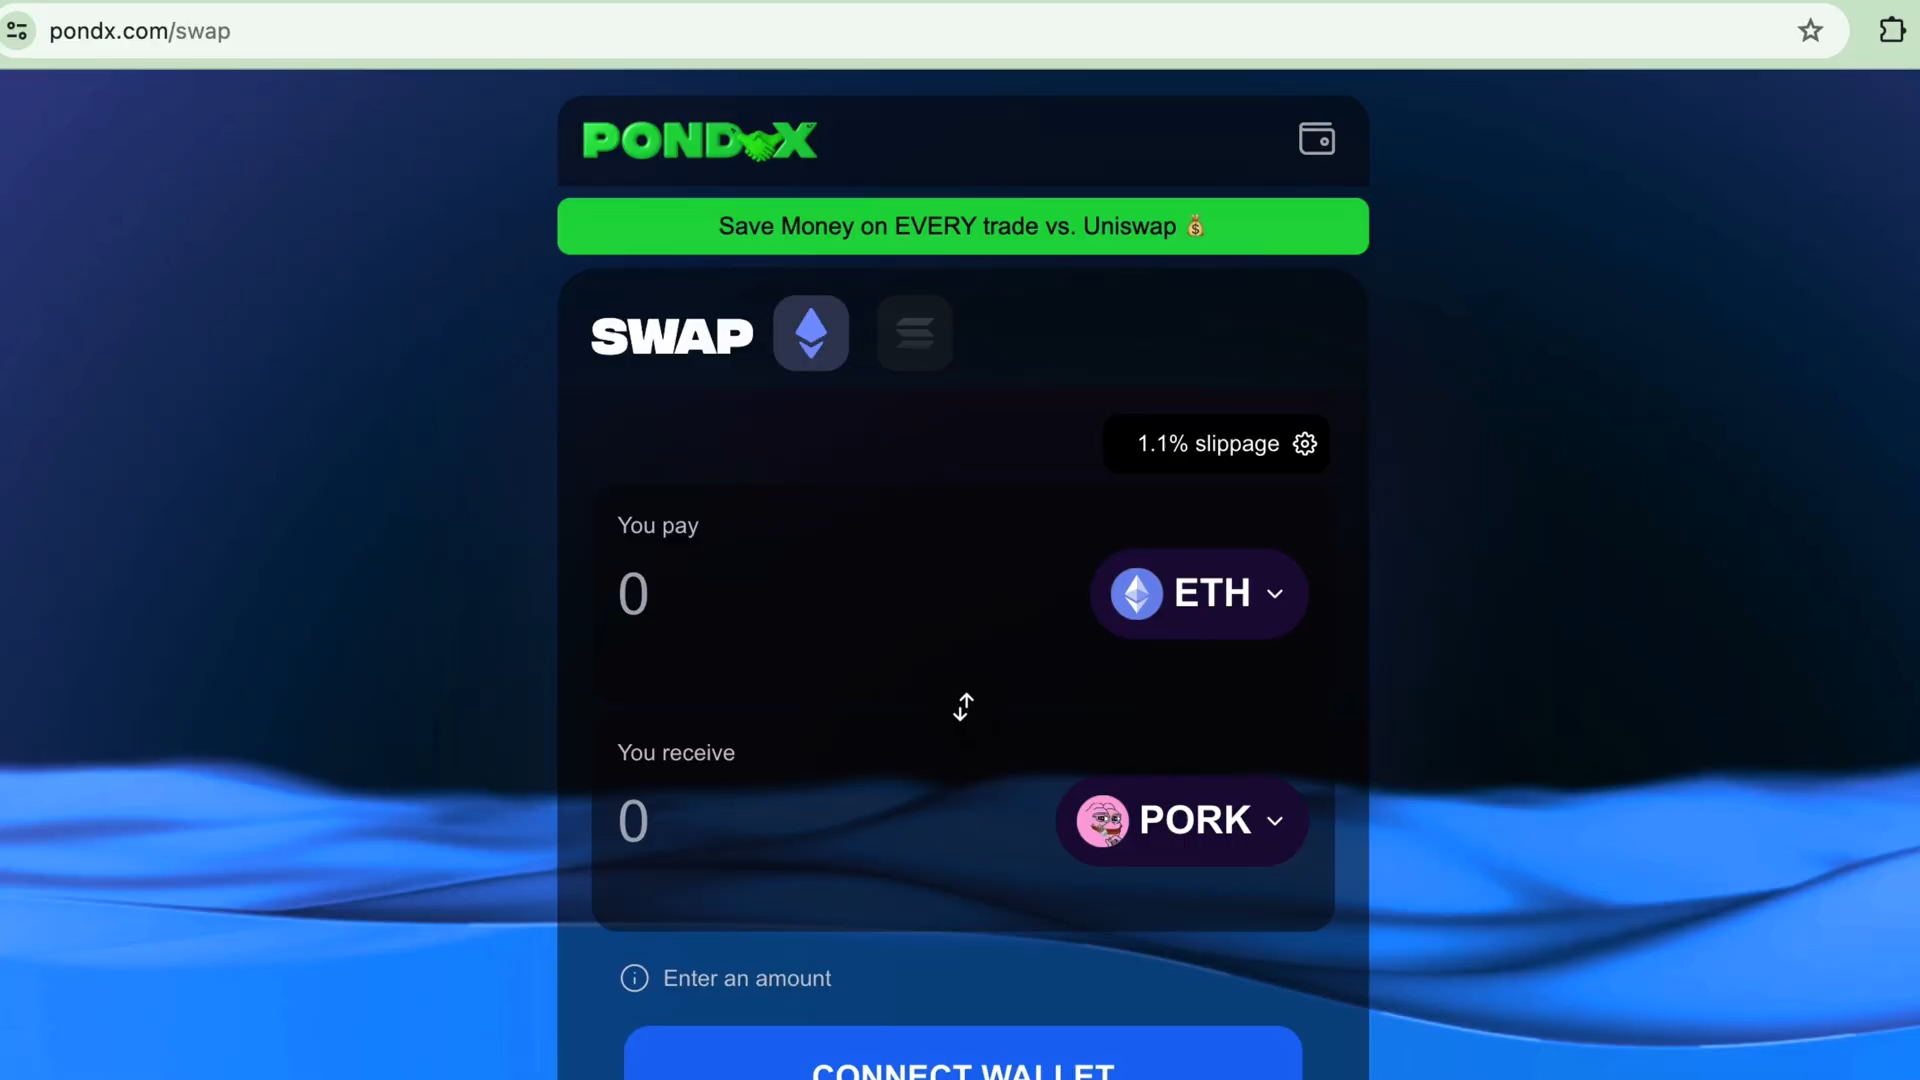 pondx.com/swap
PONDX
Save Money on EVERY trade vs. Uniswap 💰
SWAP
1.1% slippage
You pay
0
ETH
You receive
0
PORK
Enter an amount
CONNECT WALLET